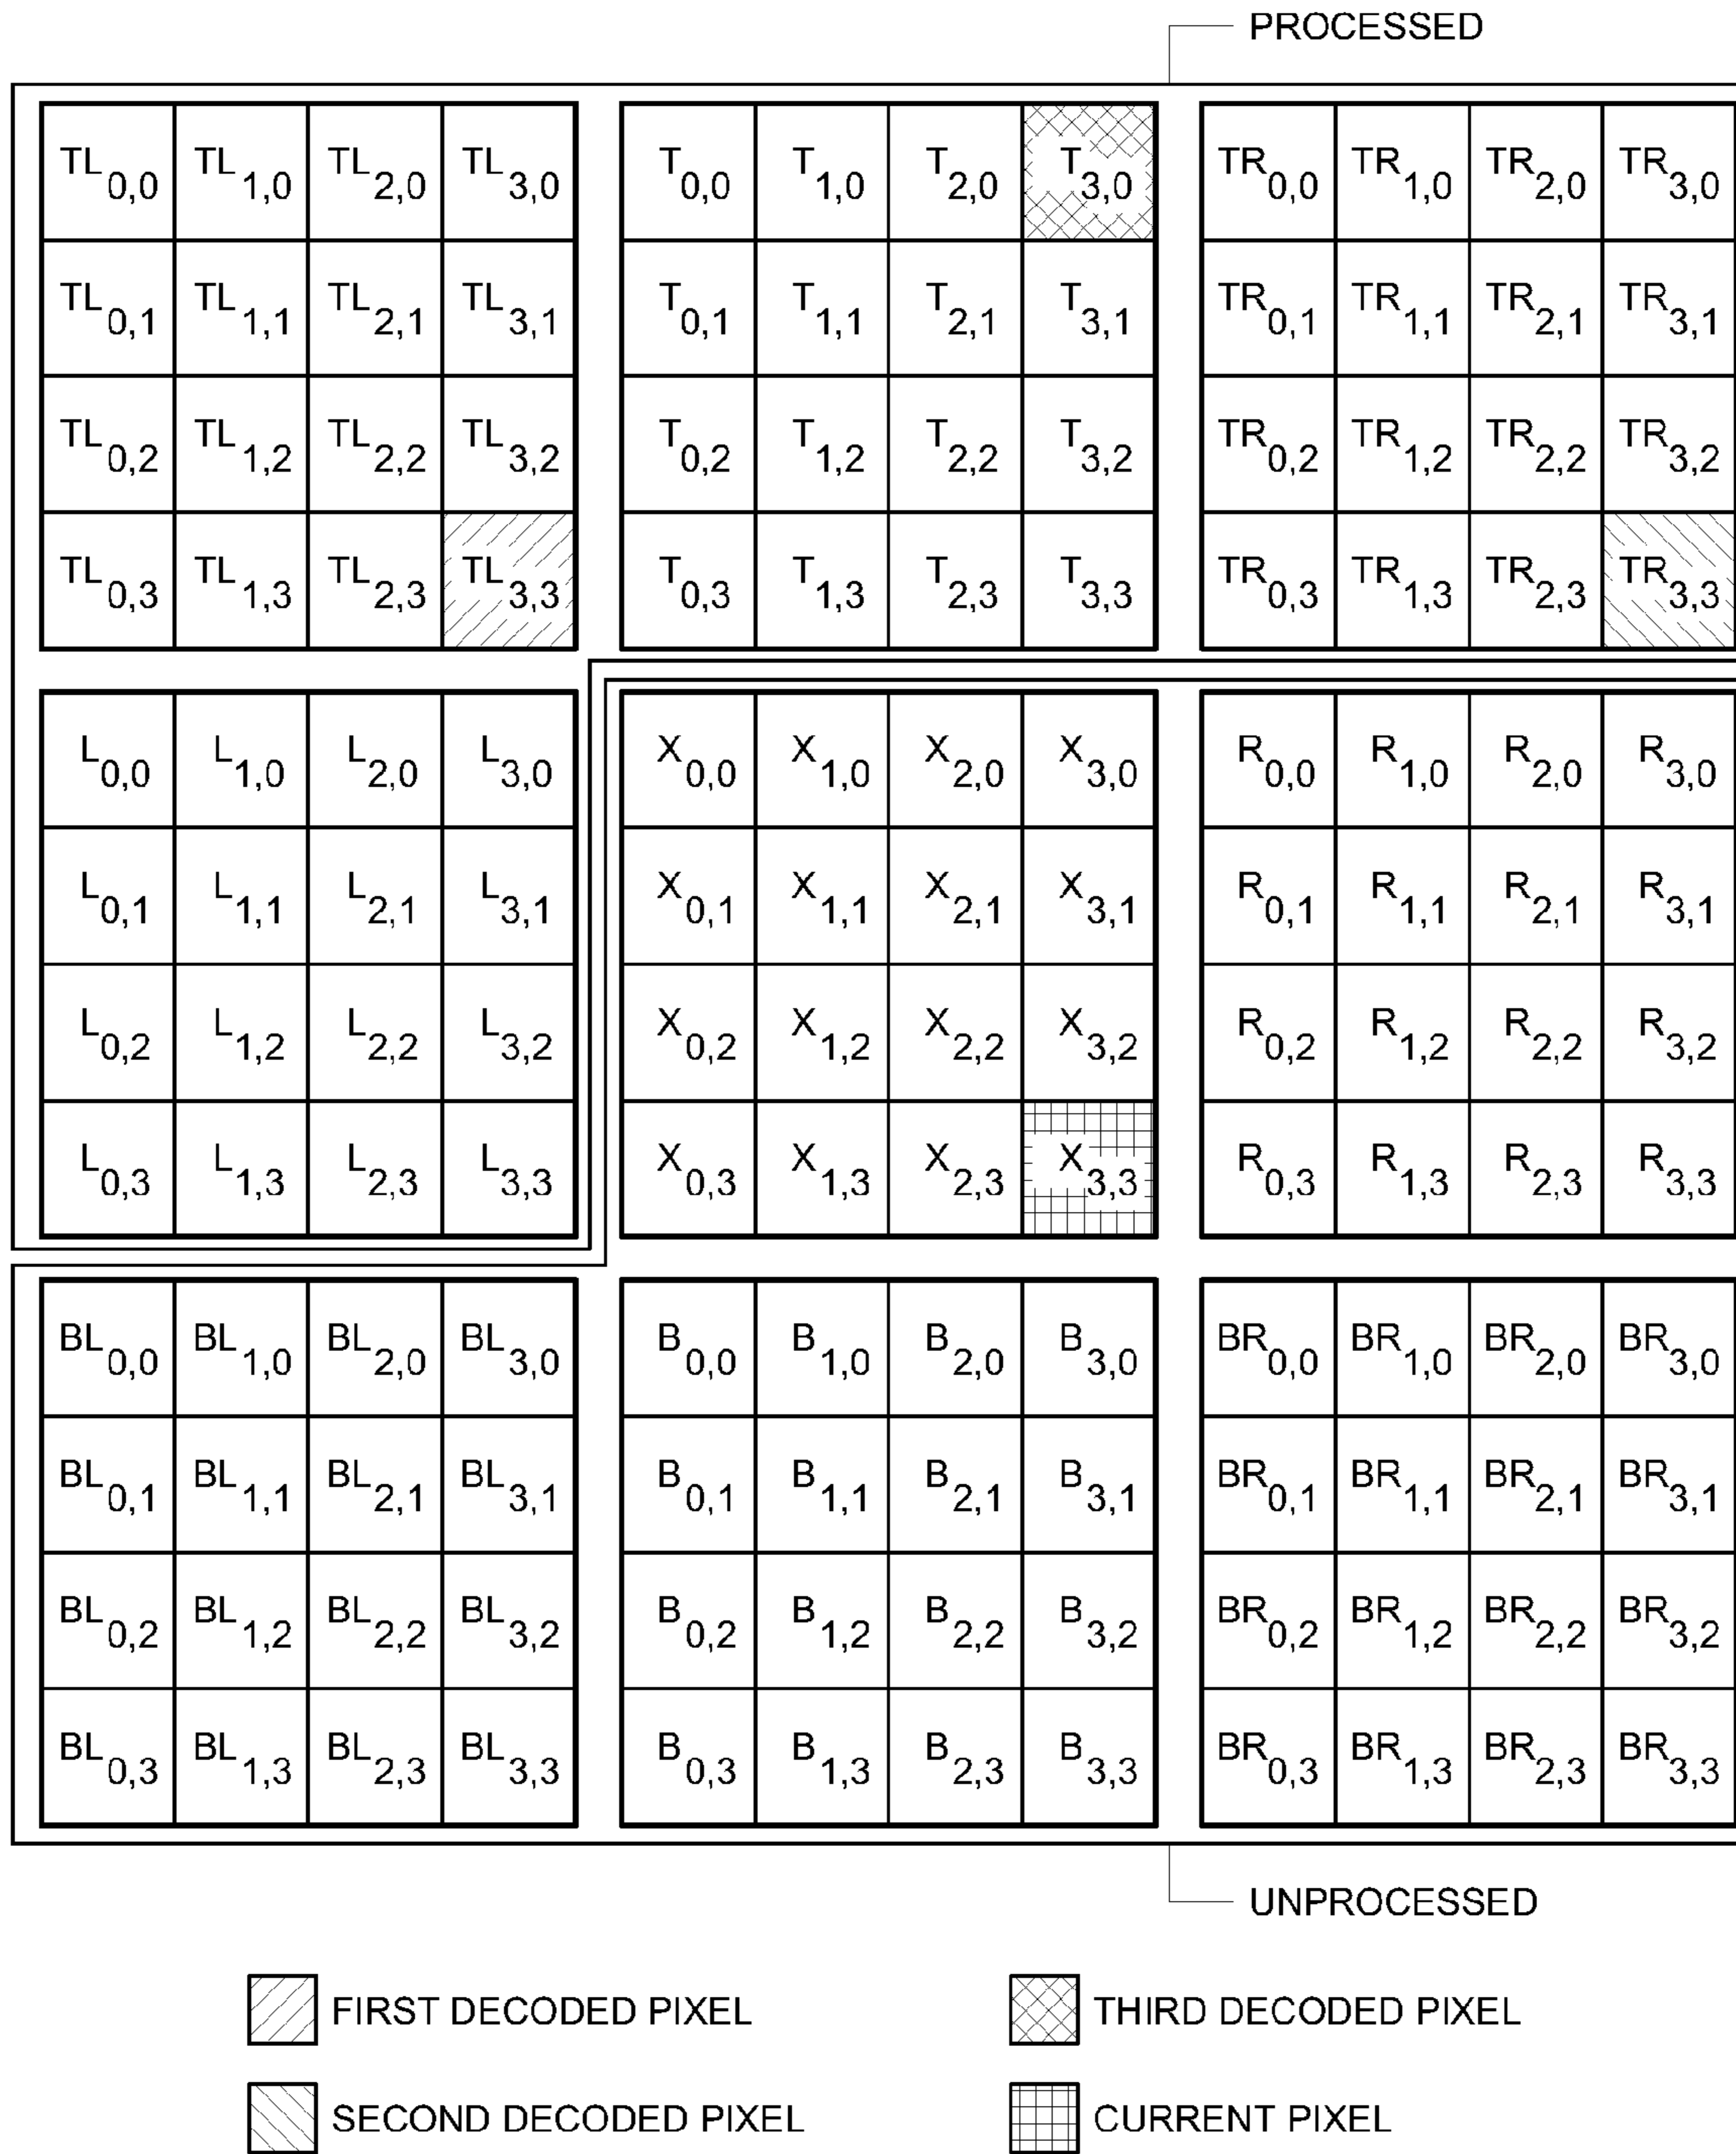 PROCESSED
TL0,0 TL1,0 TL2,0 TL3,0 T0,0 T1,0 T2,0 T3,0 TR0,0 TR1,0 TR2,0 TR3,0
TL0,1 TL1,1 TL2,1 TL3,1 T0,1 T1,1 T2,1 T3,1 TR0,1 TR1,1 TR2,1 TR3,1
TL0,2 TL1,2 TL2,2 TL3,2 T0,2 T1,2 T2,2 T3,2 TR0,2 TR1,2 TR2,2 TR3,2
TL0,3 TL1,3 TL2,3 TL3,3 T0,3 T1,3 T2,3 T3,3 TR0,3 TR1,3 TR2,3 TR3,3
L0,0 L1,0 L2,0 L3,0 X0,0 X1,0 X2,0 X3,0 R0,0 R1,0 R2,0 R3,0
L0,1 L1,1 L2,1 L3,1 X0,1 X1,1 X2,1 X3,1 R0,1 R1,1 R2,1 R3,1
L0,2 L1,2 L2,2 L3,2 X0,2 X1,2 X2,2 X3,2 R0,2 R1,2 R2,2 R3,2
L0,3 L1,3 L2,3 L3,3 X0,3 X1,3 X2,3 X3,3 R0,3 R1,3 R2,3 R3,3
BL0,0 BL1,0 BL2,0 BL3,0 B0,0 B1,0 B2,0 B3,0 BR0,0 BR1,0 BR2,0 BR3,0
BL0,1 BL1,1 BL2,1 BL3,1 B0,1 B1,1 B2,1 B3,1 BR0,1 BR1,1 BR2,1 BR3,1
BL0,2 BL1,2 BL2,2 BL3,2 B0,2 B1,2 B2,2 B3,2 BR0,2 BR1,2 BR2,2 BR3,2
BL0,3 BL1,3 BL2,3 BL3,3 B0,3 B1,3 B2,3 B3,3 BR0,3 BR1,3 BR2,3 BR3,3
UNPROCESSED
FIRST DECODED PIXEL
THIRD DECODED PIXEL
SECOND DECODED PIXEL
CURRENT PIXEL